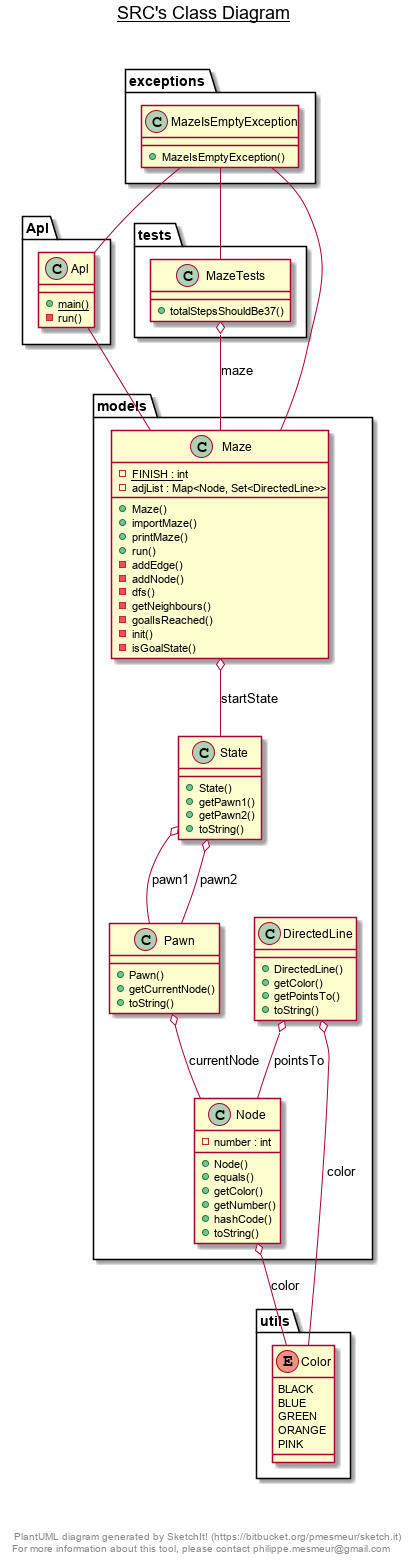 SRC's Class Diagram
exceptions
C MazeIsEmptyException
MazeIsEmptyException()
Apl
C Apl
main()
run()
tests
C MazeTests
totalStepsShouldBe37()
maze
models
C Maze
FINISH : int
adjList : Map<Node, Set<DirectedLine>>
Maze()
importMaze()
printMaze()
run()
addEdge()
addNode()
dfs()
getNeighbours()
goalIsReached()
init()
isGoalState()
startState
C State
State()
getPawn1()
getPawn2()
toString()
pawn1
pawn2
C Pawn
Pawn()
getCurrentNode()
toString()
C DirectedLine
DirectedLine()
getColor()
getPointsTo()
toString()
currentNode
pointsTo
C Node
number : int
Node()
equals()
getColor()
getNumber()
hashCode()
toString()
color
color
utils
E Color
BLACK
BLUE
GREEN
ORANGE
PINK
PlantUML diagram generated by SketchIt! (https://bitbucket.org/pmesmeur/sketch.it)
For more information about this tool, please contact philippe.mesmeur@gmail.com